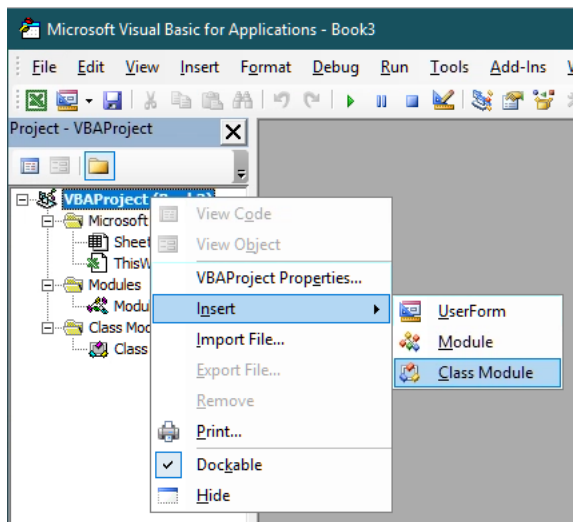 Microsoft Visual Basic for Applications - Book3
File Edit View Insert Format Debug Run Tools Add-Ins
Project - VBAProject
VBAProject
Microsoft
Sheet
ThisW
Modules
Modu
Class Mod
Class
View Code
View Object
VBAProject Properties...
Insert
Import File...
Export File...
Remove
Print...
Dockable
Hide
UserForm
Module
Class Module